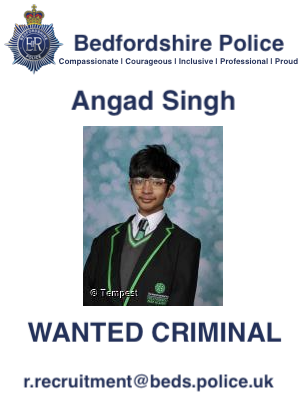 Bedfordshire Police
Compassionate | Courageous | Inclusive | Professional | Proud
Angad Singh
© Tempest
WANTED CRIMINAL
r.recruitment@beds.police.uk